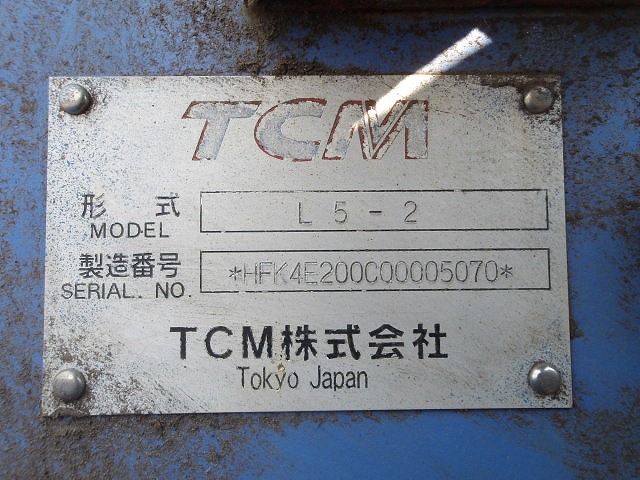 TCM
形 式 L 5 - 2
MODEL
製造番号 *HFK4E200C00005070*
SERIAL. NO.
TCM株式会社
Tokyo Japan